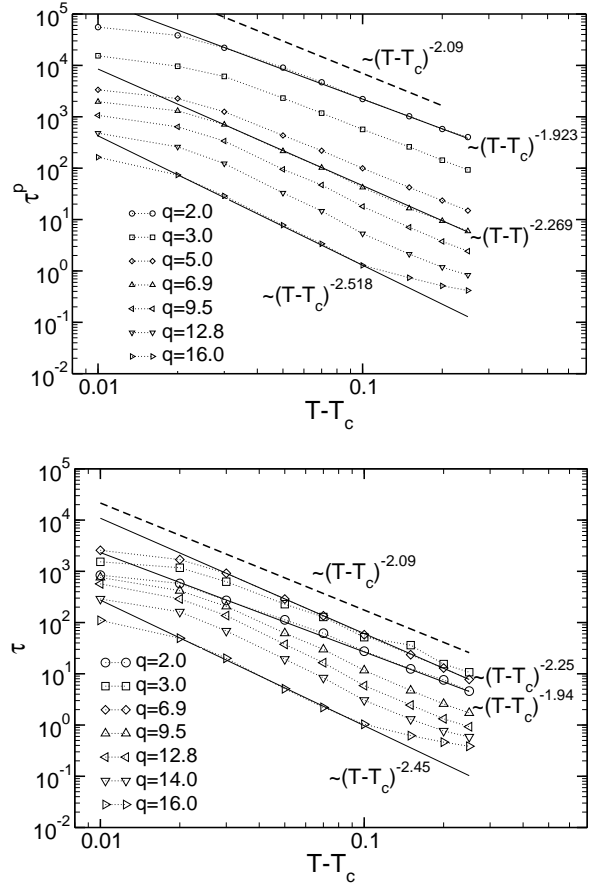 10^5
10^4
10^3
10^2
10^1
10^0
10^-1
10^-2
τ^p
~(T-T_c)^-2.09
~(T-T_c)^-1.923
~(T-T)^-2.269
~(T-T_c)^-2.518
q=2.0
q=3.0
q=5.0
q=6.9
q=9.5
q=12.8
q=16.0
0.01
0.1
T-T_c
10^5
10^4
10^3
10^2
10^1
10^0
10^-1
10^-2
τ
~(T-T_c)^-2.09
~(T-T_c)^-2.25
~(T-T_c)^-1.94
~(T-T_c)^-2.45
q=2.0
q=3.0
q=6.9
q=9.5
q=12.8
q=14.0
q=16.0
0.01
0.1
T-T_c